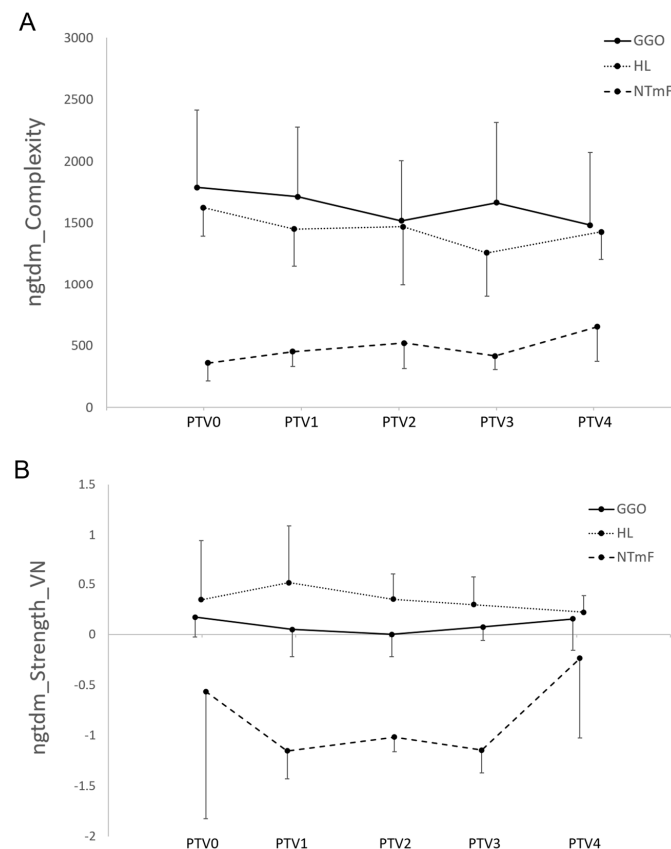 A
ngtdm_Complexity
3000
2500
2000
1500
1000
500
0
GGO
HL
NTmF
PTV0 PTV1 PTV2 PTV3 PTV4
B
ngtdm_Strength_VN
1.5
1
0.5
0
-0.5
-1
-1.5
-2
GGO
HL
NTmF
PTV0 PTV1 PTV2 PTV3 PTV4